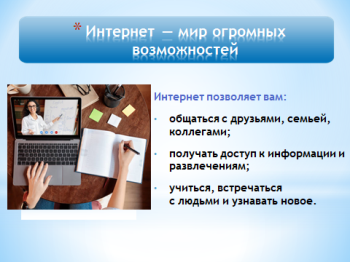 * Интернет — мир огромных
возможностей
Интернет позволяет вам:
· общаться с друзьями, семьей,
коллегами;
· получать доступ к информации и
развлечениям;
· учиться, встречаться
с людьми и узнавать новое.